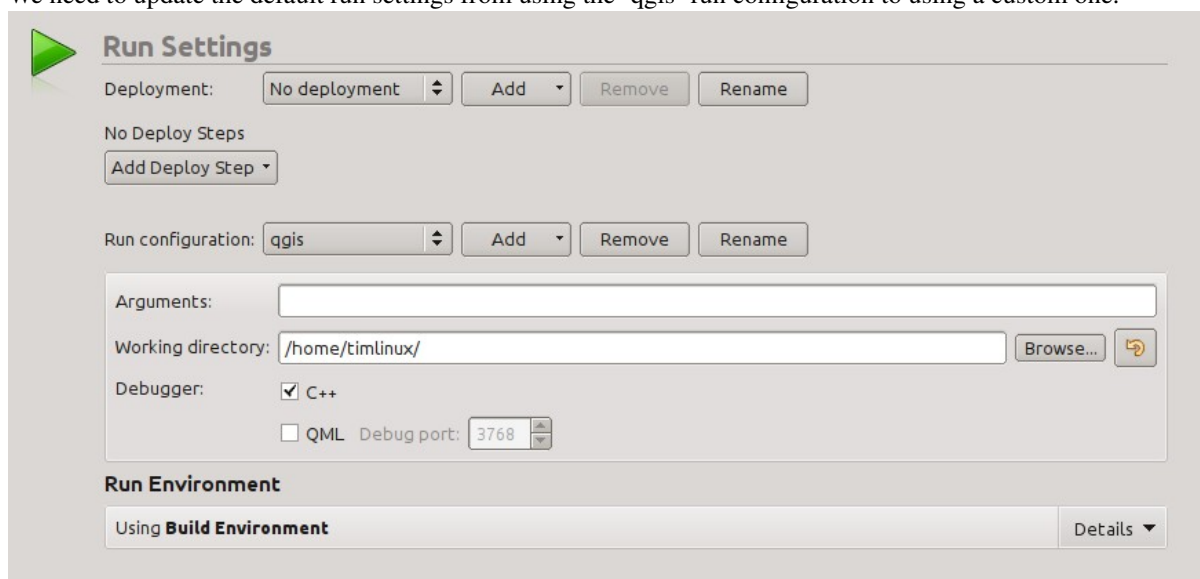 We need to update the default run settings from using the "qgis" run configuration to using a custom one.
Run Settings
Deployment: No deployment Add Remove Rename
No Deploy Steps
Add Deploy Step
Run configuration: qgis Add Remove Rename
Arguments:
Working directory: /home/timlinux/ Browse...
Debugger: C++
QML Debug port: 3768
Run Environment
Using Build Environment Details